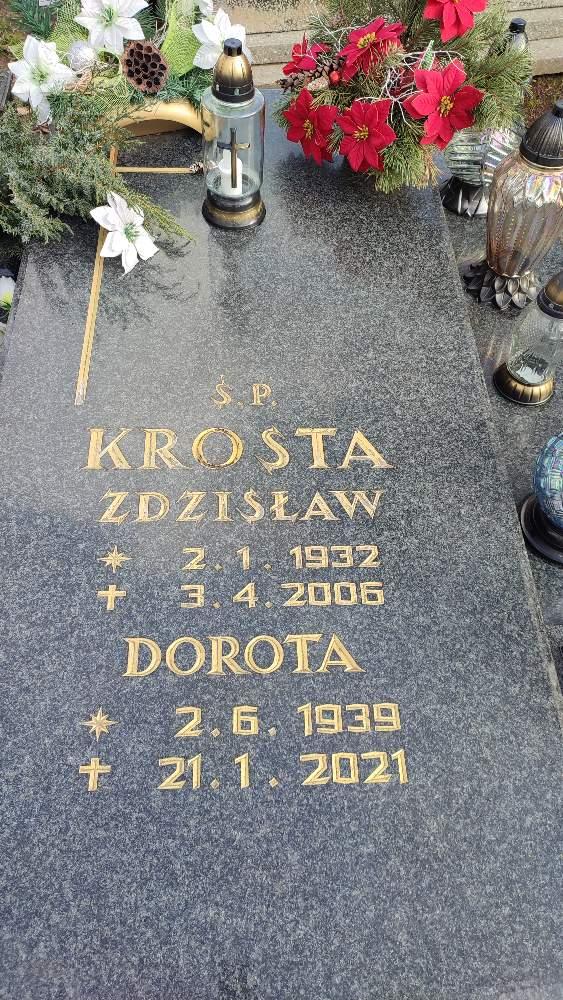 Ś.P.
KROSTA
ZDZISŁAW
2.1.1932
3.4.2006
DOROTA
2.6.1939
21.1.2021